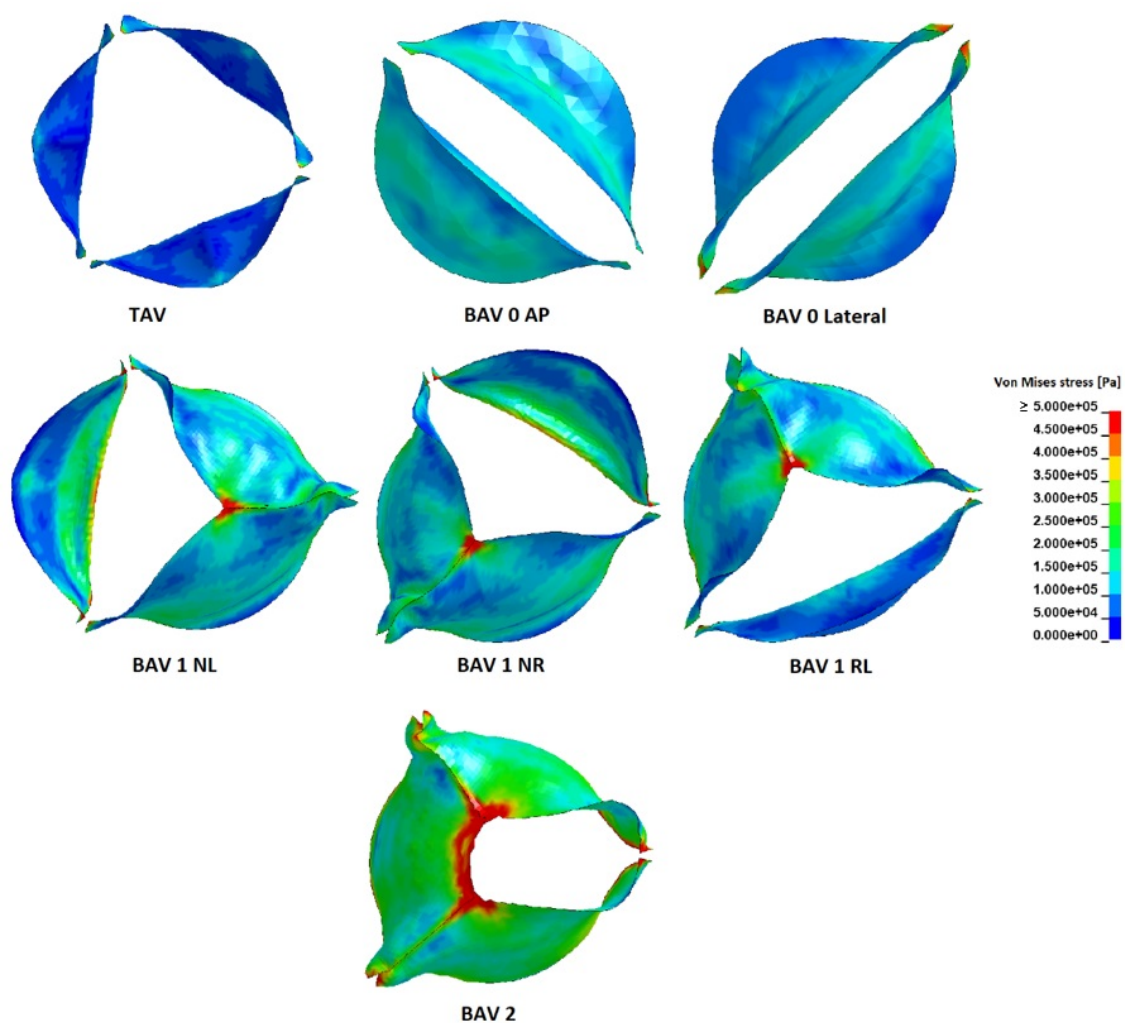 TAV
BAV 0 AP
BAV 0 Lateral
BAV 1 NL
BAV 1 NR
BAV 1 RL
Von Mises stress [Pa]
≥ 5.000e+05
4.500e+05
4.000e+05
3.500e+05
3.000e+05
2.500e+05
2.000e+05
1.500e+05
1.000e+05
5.000e+04
0.000e+00
BAV 2